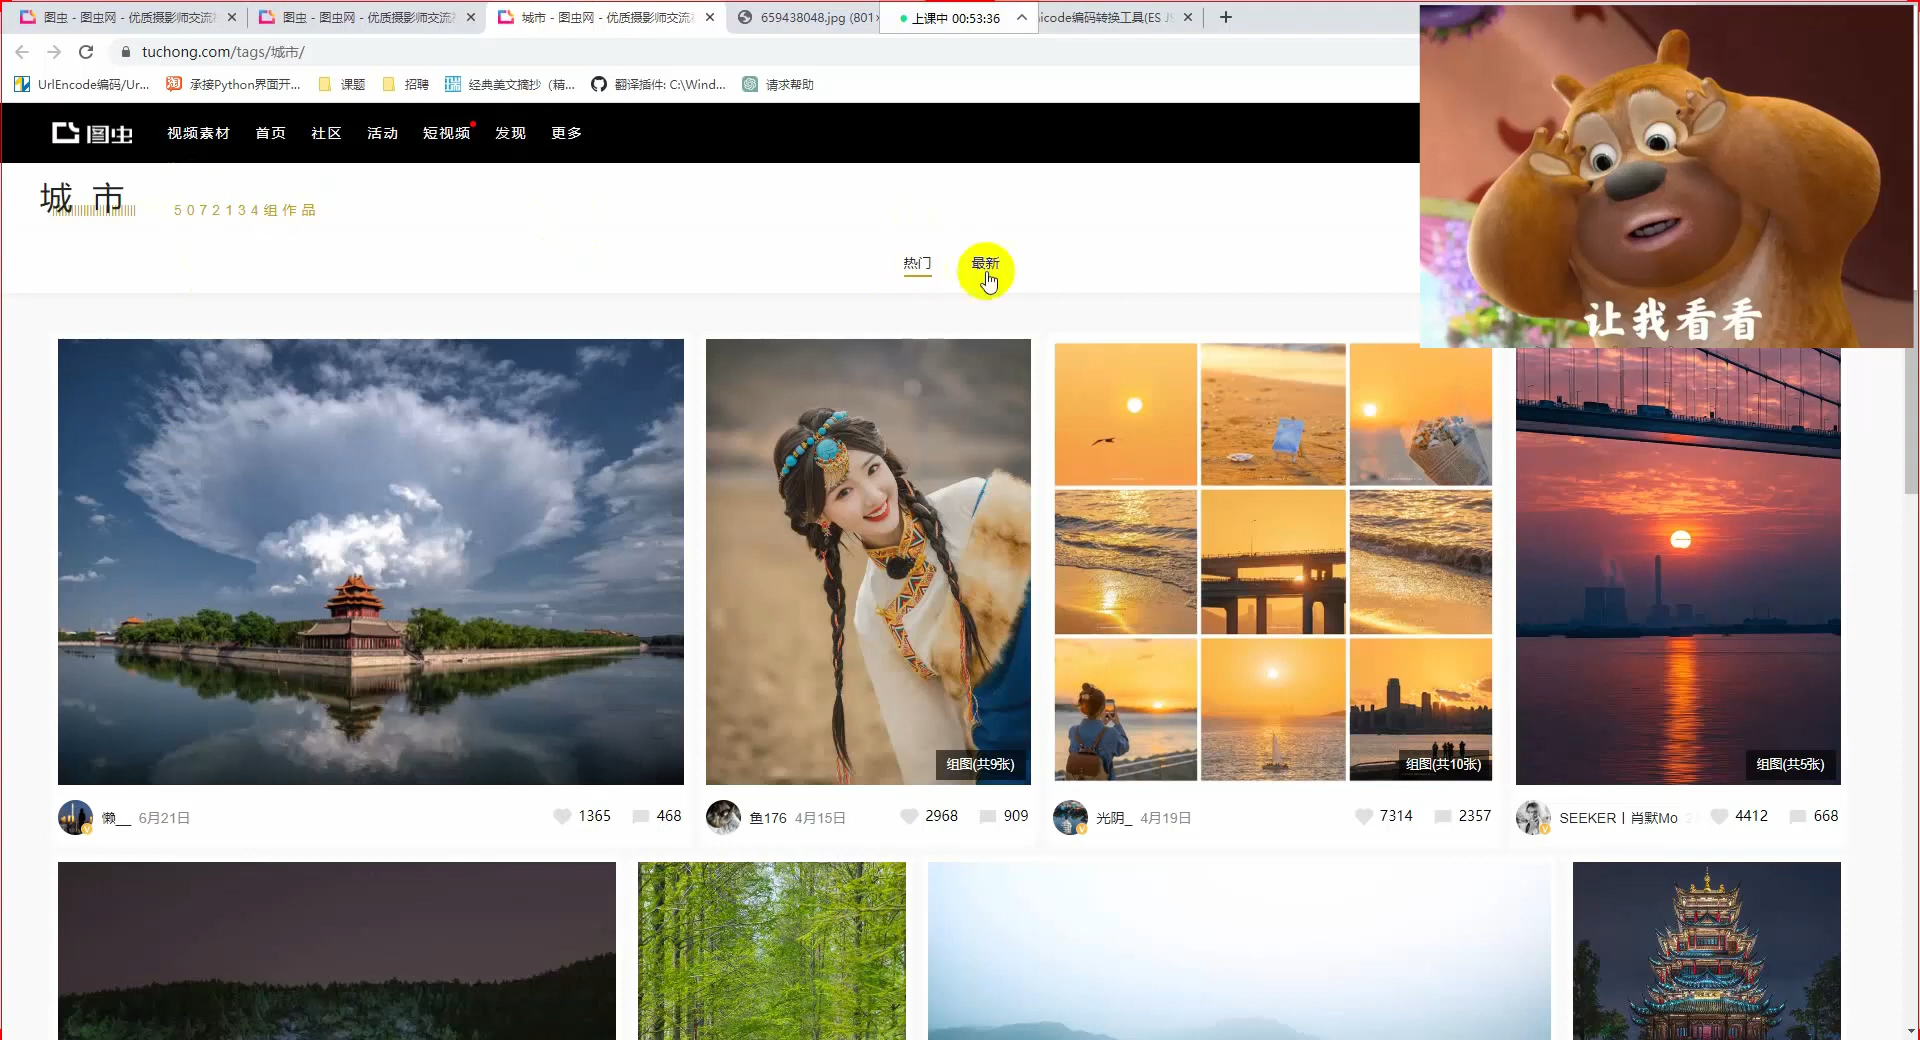 图虫 - 图虫网 - 优质摄影师交流
图虫 - 图虫网 - 优质摄影师交流
城市 - 图虫网 - 优质摄影师交流
659438048.jpg (801
上课中 00:53:36
icode编码转换工具(ES JS
tuchong.com/tags/城市/
UrlEncode编码/Ur...
承接Python界面开...
课题
招聘
经典美文摘抄（精...
翻译插件: C:\Wind...
请求帮助
图虫
视频素材 首页 社区 活动 短视频 发现 更多
城市
5072134组作品
热门 最新
让我看看
组图(共9张)
组图(共10张)
组图(共5张)
懒__ 6月21日 1365 468
鱼176 4月15日 2968 909
光阴_ 4月19日 7314 2357
SEEKER丨肖默Mo 4412 668